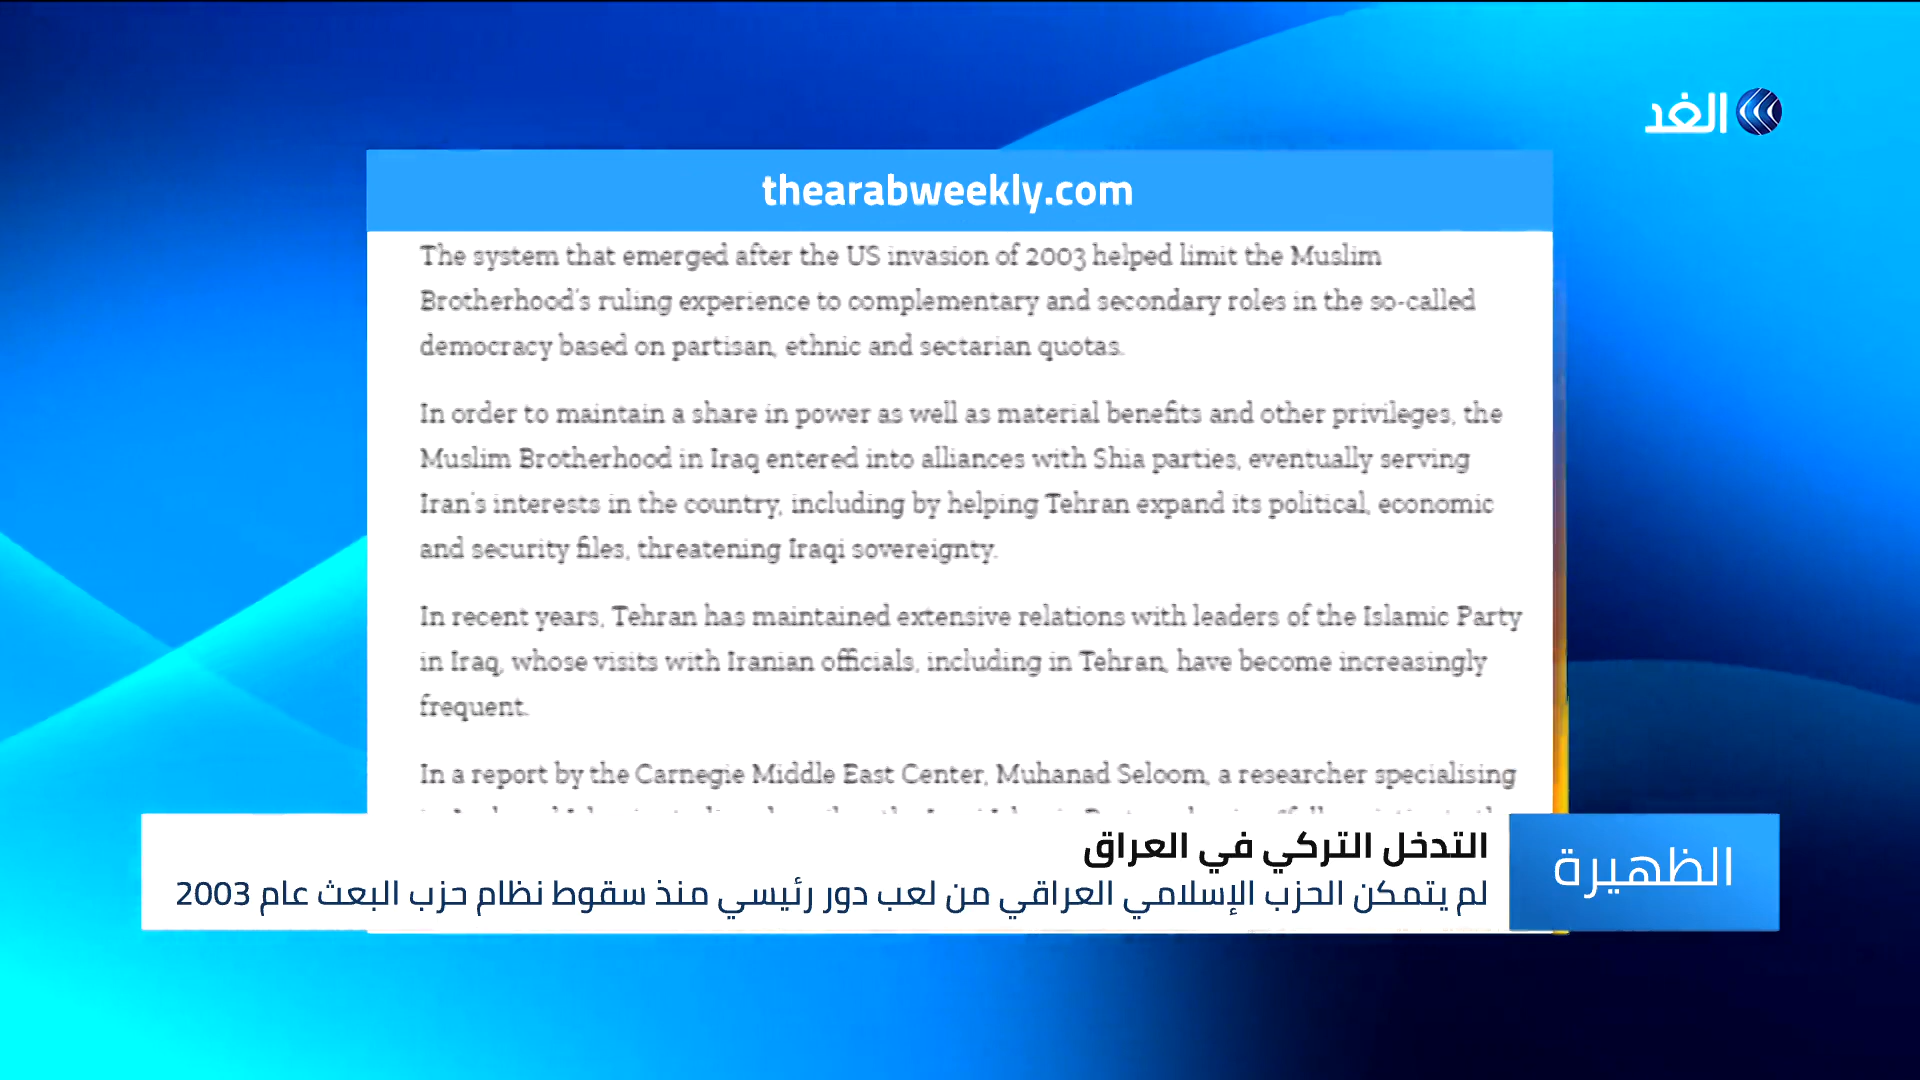 الغد
thearabweekly.com
The system that emerged after the US invasion of 2003 helped limit the Muslim
Brotherhood's ruling experience to complementary and secondary roles in the so-called
democracy based on partisan, ethnic and sectarian quotas.
In order to maintain a share in power as well as material benefits and other privileges, the
Muslim Brotherhood in Iraq entered into alliances with Shia parties, eventually serving
Iran's interests in the country, including by helping Tehran expand its political, economic
and security files, threatening Iraqi sovereignty.
In recent years, Tehran has maintained extensive relations with leaders of the Islamic Party
in Iraq, whose visits with Iranian officials, including in Tehran, have become increasingly
frequent.
In a report by the Carnegie Middle East Center, Muhanad Seloom, a researcher specialising
التدخل التركي في العراق
لم يتمكن الحزب الإسلامي العراقي من لعب دور رئيسي منذ سقوط نظام حزب البعث عام 2003
الظهيرة